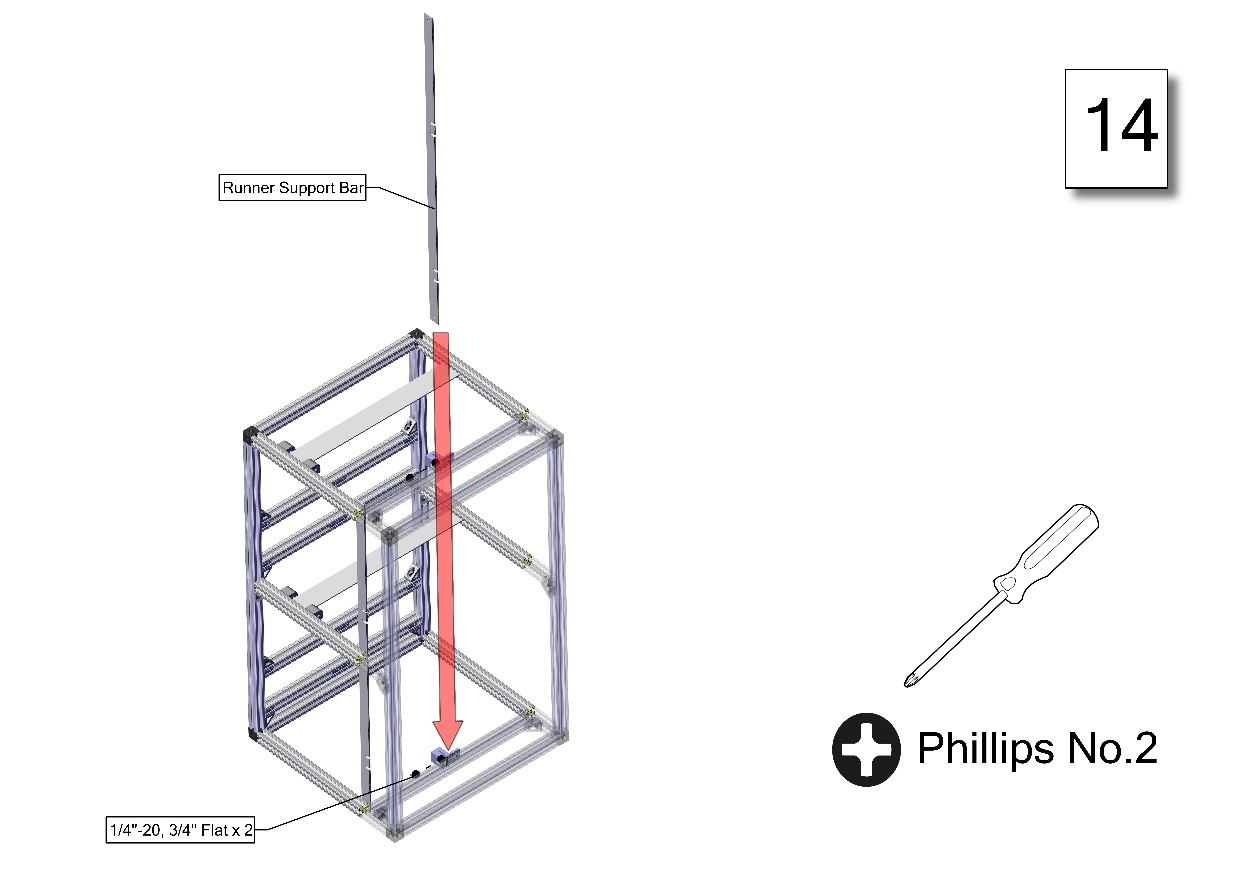 14
Runner Support Bar
Phillips No.2
1/4"-20, 3/4" Flat x 2